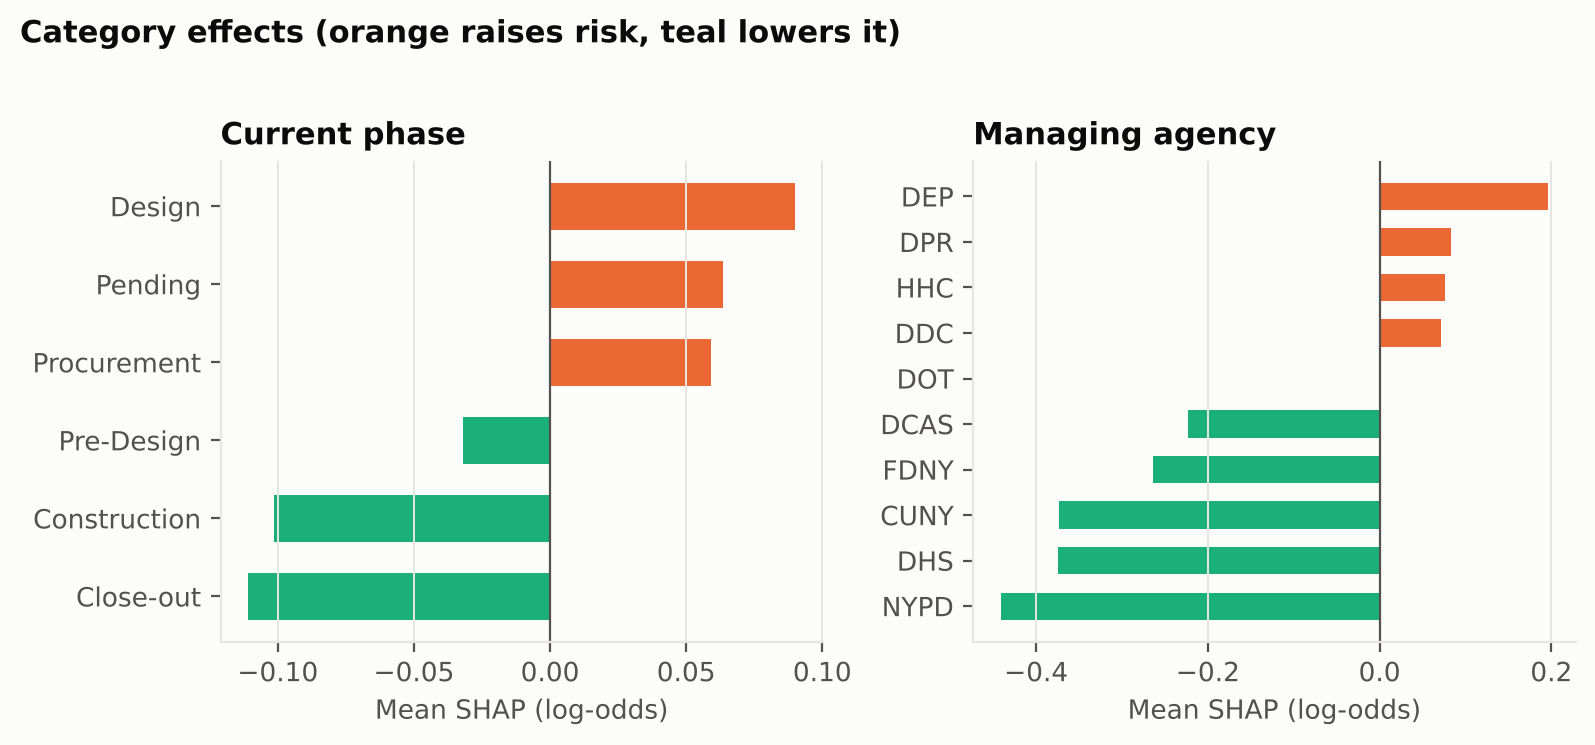 Category effects (orange raises risk, teal lowers it)
Current phase
Design
Pending
Procurement
Pre-Design
Construction
Close-out
−0.10 −0.05 0.00 0.05 0.10
Mean SHAP (log-odds)
Managing agency
DEP
DPR
HHC
DDC
DOT
DCAS
FDNY
CUNY
DHS
NYPD
−0.4 −0.2 0.0 0.2
Mean SHAP (log-odds)